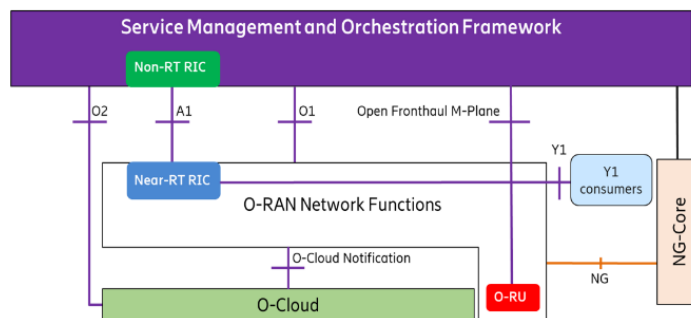 Service Management and Orchestration Framework
Non-RT RIC
O2
A1
O1
Open Fronthaul M-Plane
Y1
Near-RT RIC
Y1
consumers
O-RAN Network Functions
NG-Core
O-Cloud Notification
NG
O-Cloud
O-RU